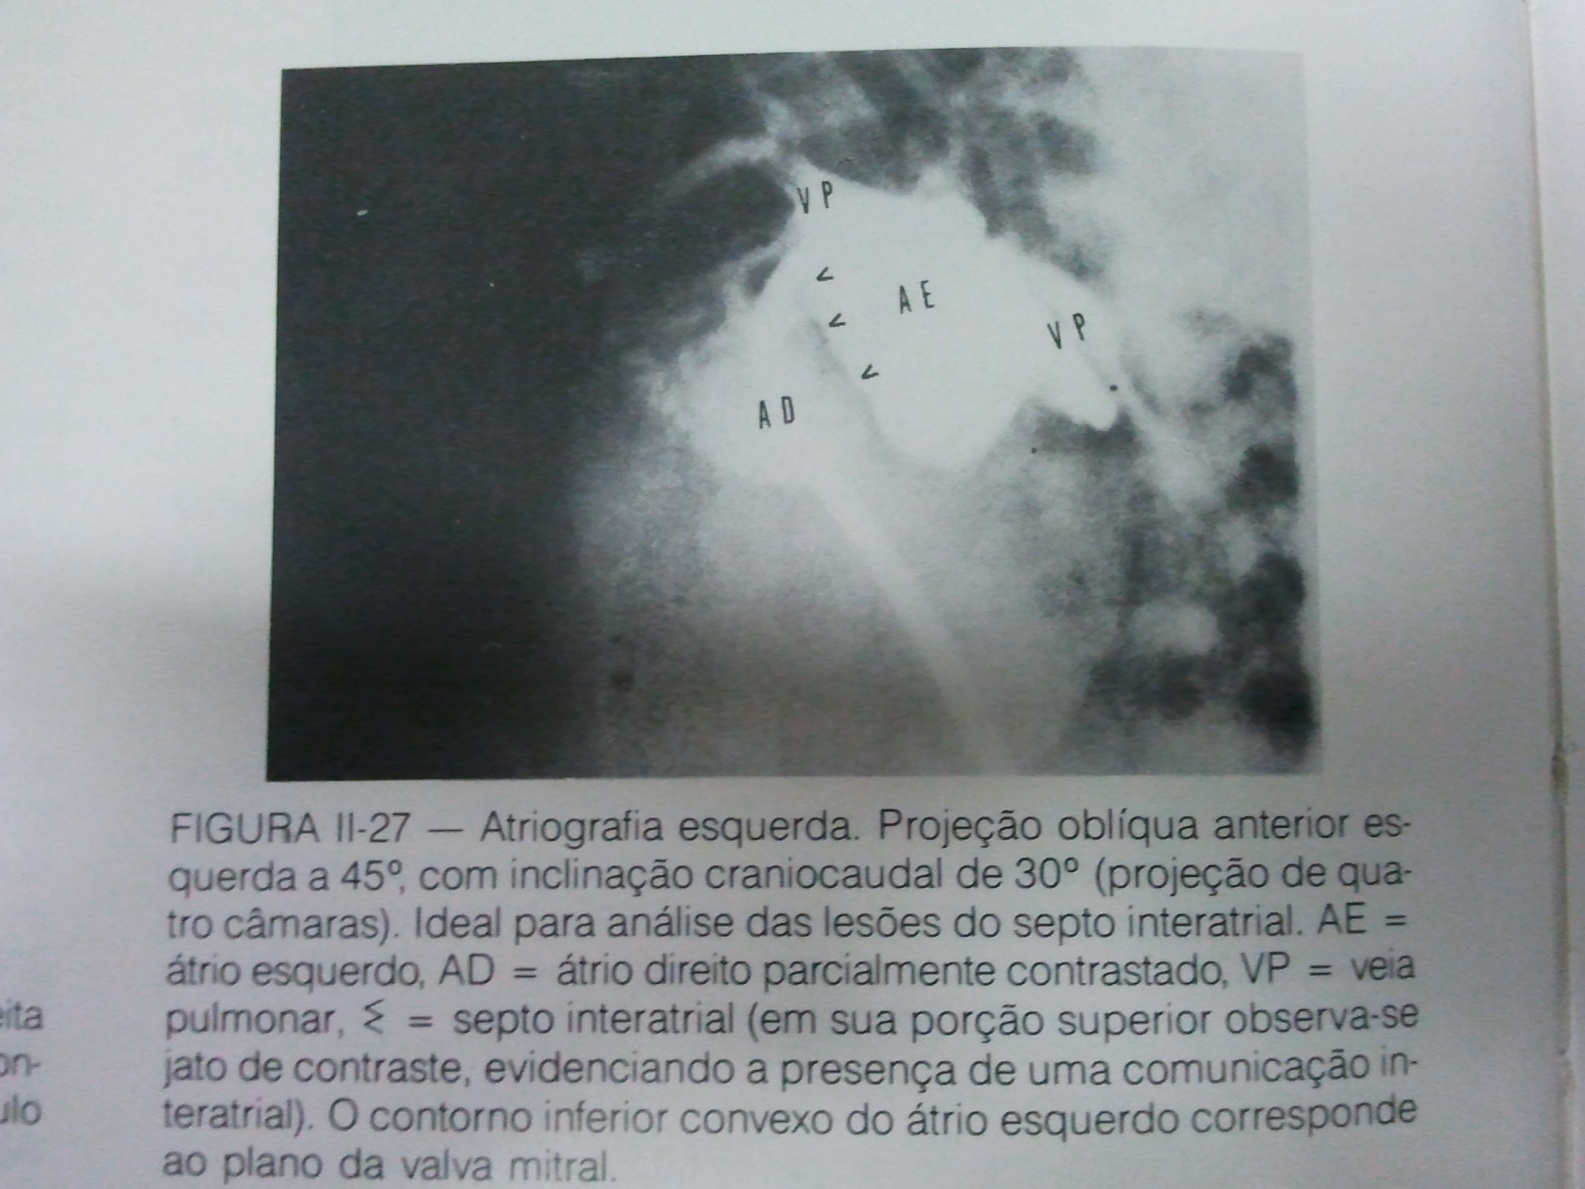 VP
AE
VP
AD
FIGURA II-27 — Atriografia esquerda. Projeção oblíqua anterior es-
querda a 45º, com inclinação craniocaudal de 30º (projeção de qua-
tro câmaras). Ideal para análise das lesões do septo interatrial. AE =
átrio esquerdo, AD = átrio direito parcialmente contrastado, VP = veia
pulmonar, = septo interatrial (em sua porção superior observa-se
jato de contraste, evidenciando a presença de uma comunicação in-
teratrial). O contorno inferior convexo do átrio esquerdo corresponde
ao plano da valva mitral.